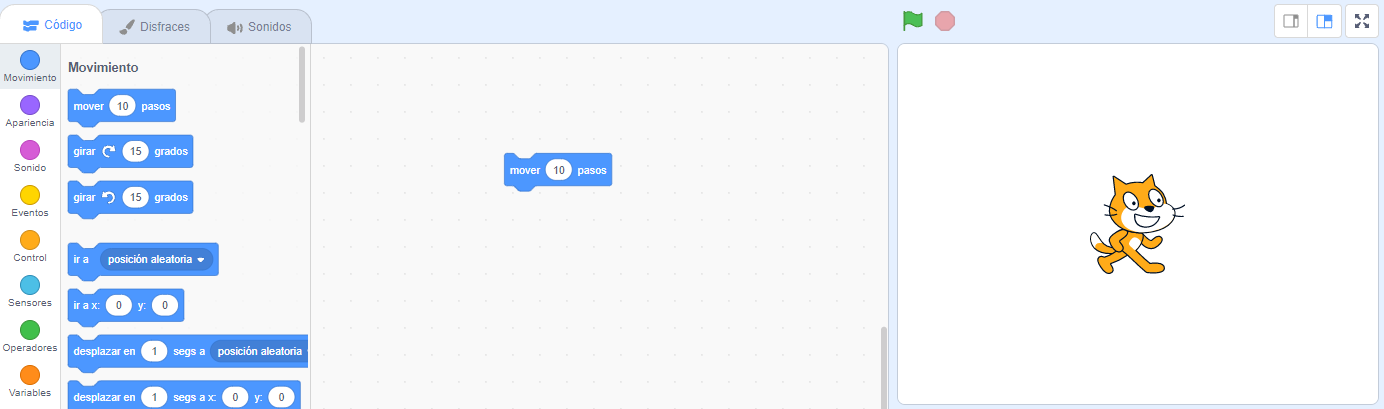 Código
Disfraces
Sonidos
Movimiento
Apariencia
Sonido
Eventos
Control
Sensores
Operadores
Variables
Movimiento
mover 10 pasos
girar 15 grados
girar 15 grados
ir a posición aleatoria
ir a x: 0 y: 0
desplazar en 1 segs a posición aleatoria
desplazar en 1 segs a x: 0 y: 0
mover 10 pasos